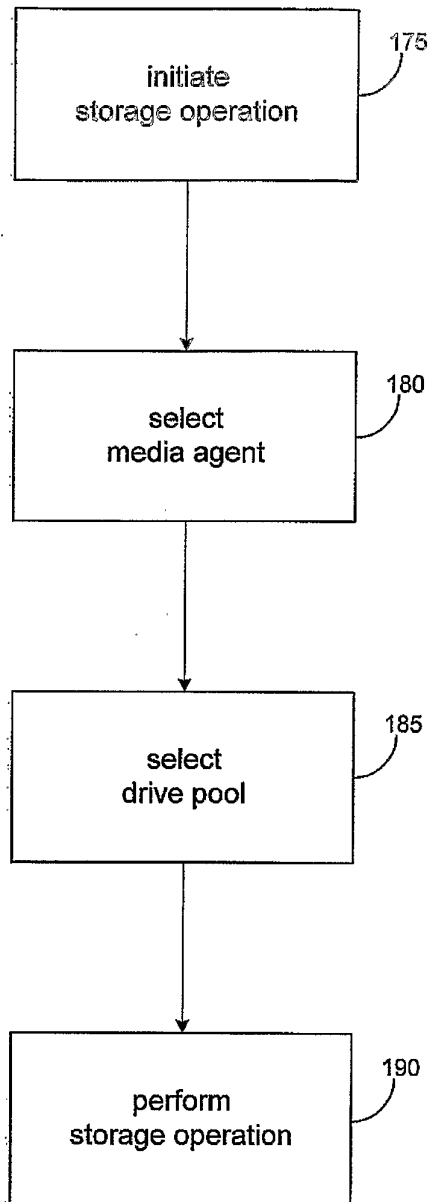 initiate
storage operation
175
select
media agent
180
select
drive pool
185
perform
storage operation
190